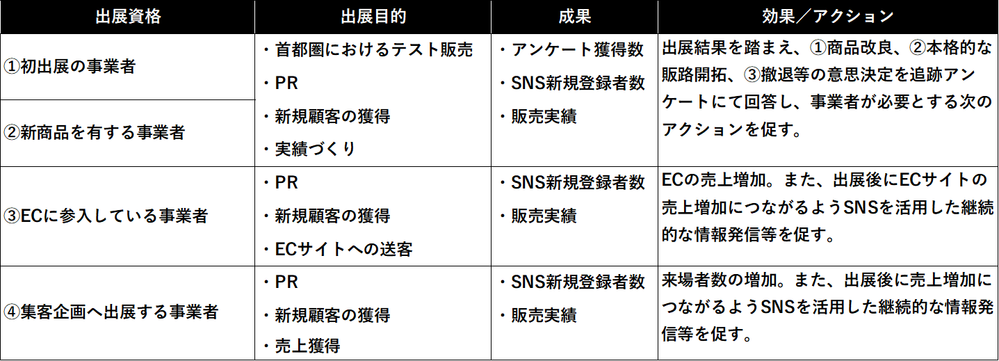 出展資格
出展目的
成果
効果／アクション
①初出展の事業者
②新商品を有する事業者
・首都圏におけるテスト販売
・PR
・新規顧客の獲得
・実績づくり
・アンケート獲得数
・SNS新規登録者数
・販売実績
出展結果を踏まえ、①商品改良、②本格的な
販路開拓、③撤退等の意思決定を追跡アン
ケートにて回答し、事業者が必要とする次の
アクションを促す。
③ECに参入している事業者
・PR
・新規顧客の獲得
・ECサイトへの送客
・SNS新規登録者数
・販売実績
ECの売上増加。また、出展後にECサイトの
売上増加につながるようSNSを活用した継続
的な情報発信等を促す。
④集客企画へ出展する事業者
・PR
・新規顧客の獲得
・売上獲得
・SNS新規登録者数
・販売実績
来場者数の増加。また、出展後に売上増加に
つながるようSNSを活用した継続的な情報発
信等を促す。